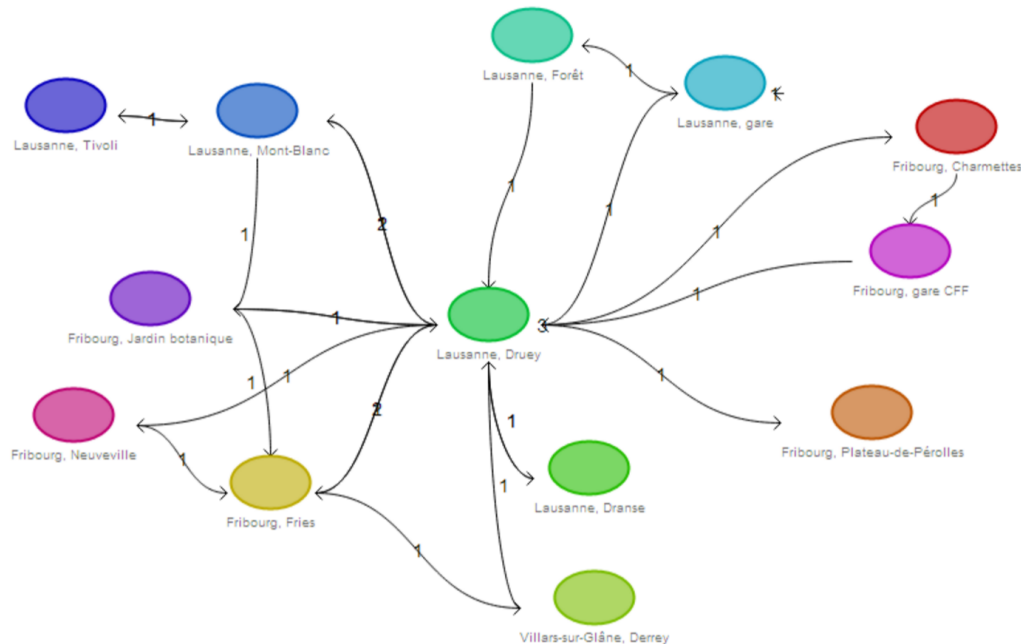 Lausanne, Forêt
1
Lausanne, Tivoli
1
Lausanne, Mont-Blanc
Lausanne, gare
Fribourg, Charmettes
1
1
1
1
2
1
1
Fribourg, gare CFF
1
Fribourg, Jardin botanique
1
3
Lausanne, Druey
1
1
1
2
1
Fribourg, Neuveville
Fribourg, Plateau-de-Pérolles
1
1
Lausanne, Dranse
Fribourg, Fries
1
1
Villars-sur-Glâne, Derrey